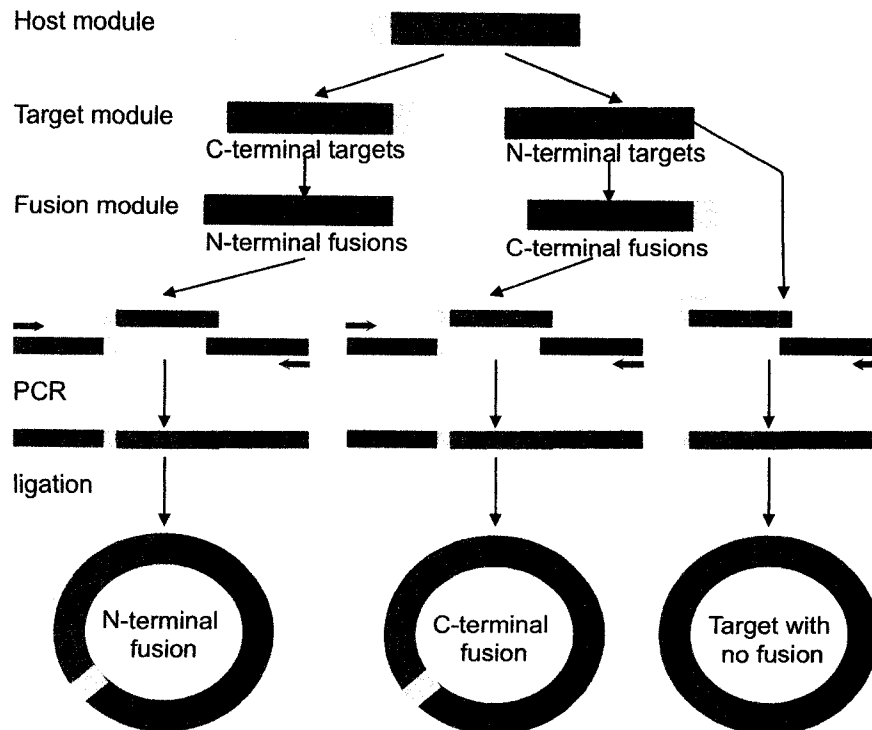 Host module
Target module
C-terminal targets
N-terminal targets
Fusion module
N-terminal fusions
C-terminal fusions
PCR
ligation
N-terminal
fusion
C-terminal
fusion
Target with
no fusion